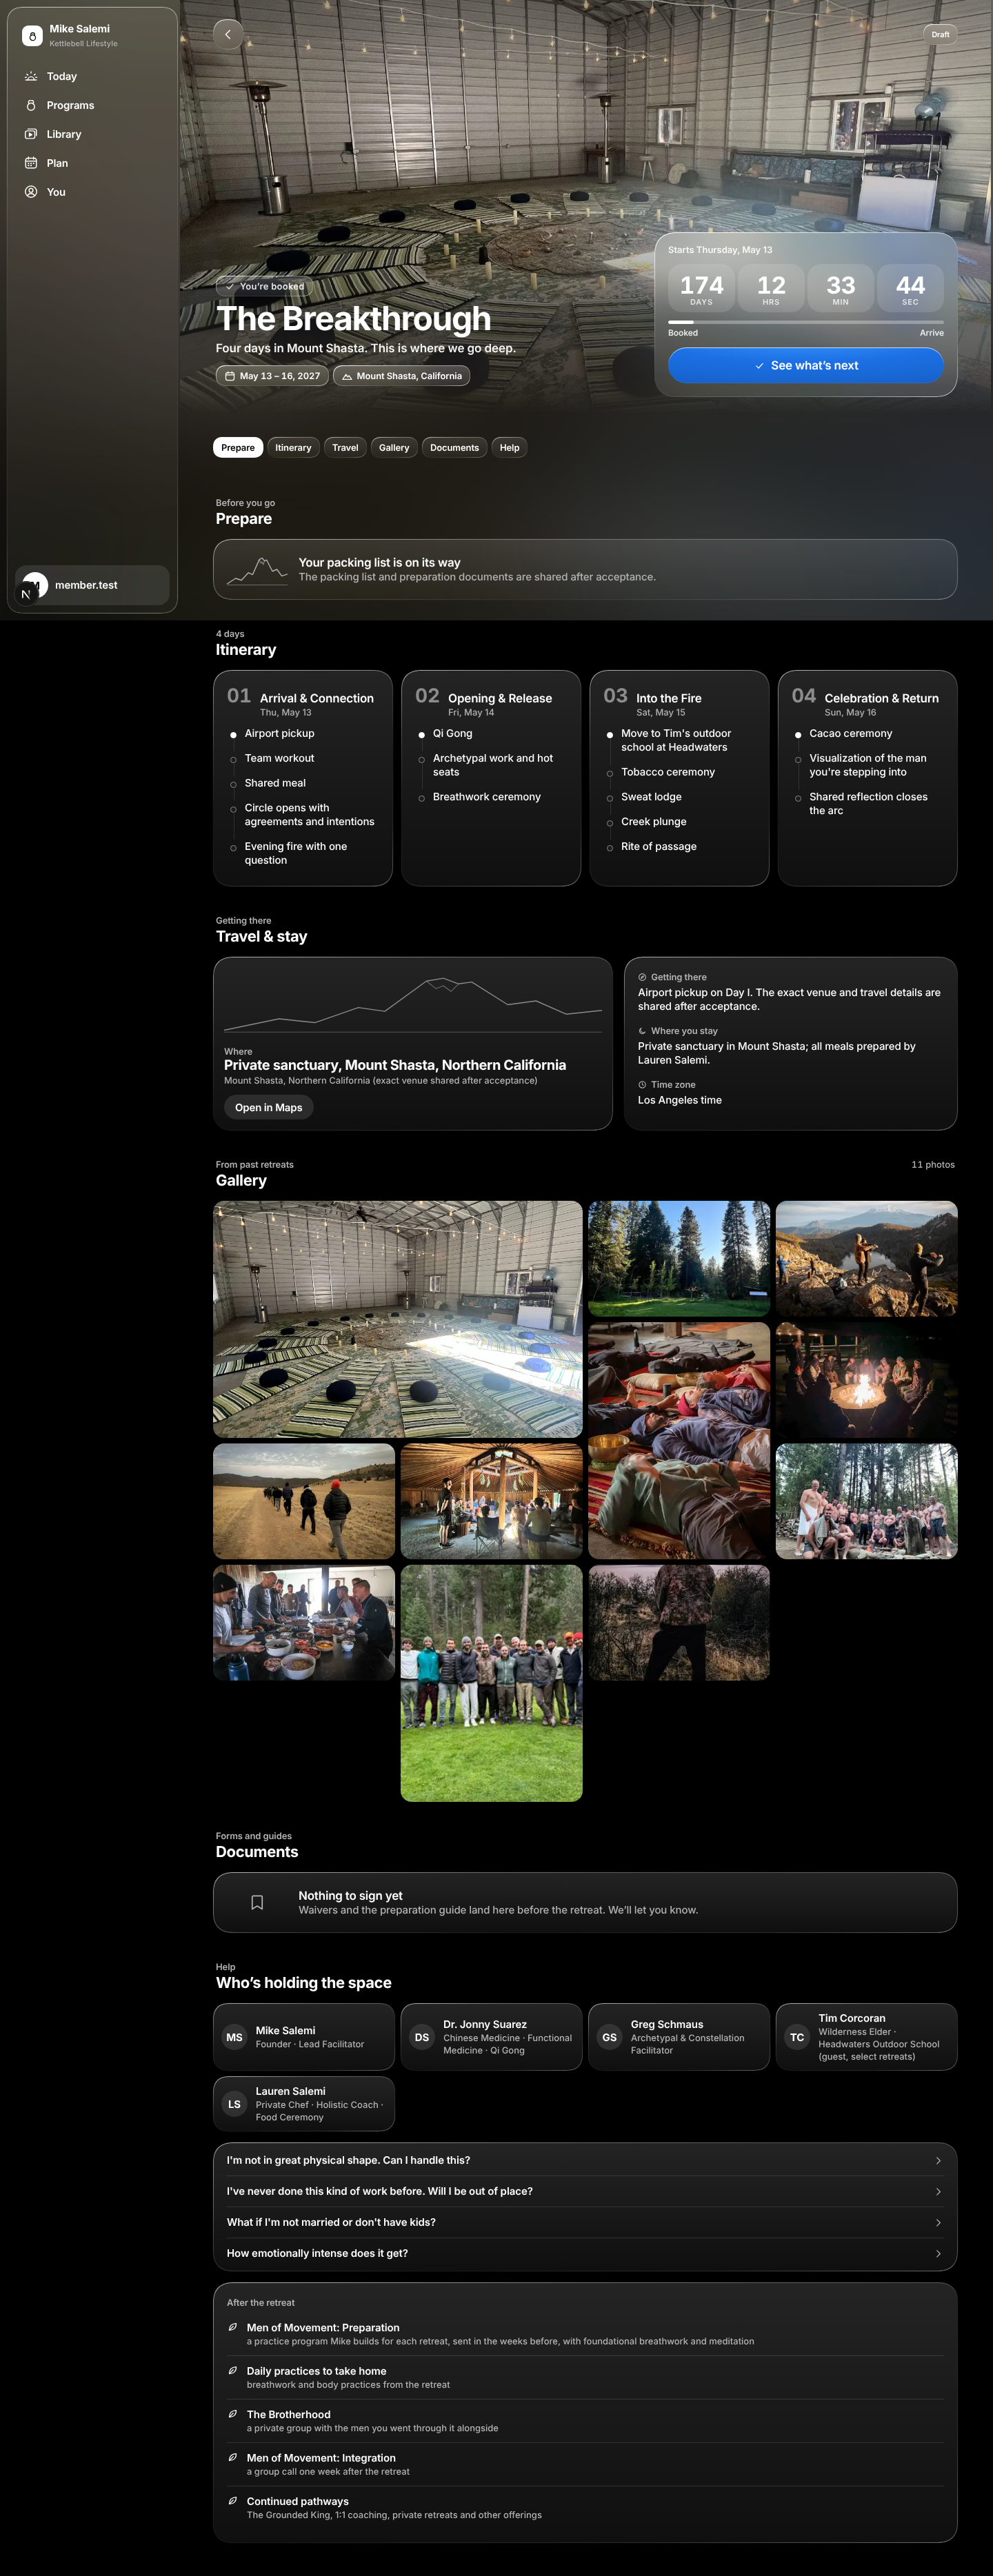 Mike Salemi
Kettlebell Lifestyle
Today
Programs
Library
Plan
You
member.test
Draft
You're booked
The Breakthrough
Four days in Mount Shasta. This is where we go deep.
May 13 – 16, 2027
Mount Shasta, California
Starts Thursday, May 13
174
DAYS
12
HRS
33
MIN
44
SEC
Booked
Arrive
See what's next
Prepare
Itinerary
Travel
Gallery
Documents
Help
Before you go
Prepare
Your packing list is on its way
The packing list and preparation documents are shared after acceptance.
4 days
Itinerary
01
Arrival & Connection
Thu, May 13
Airport pickup
Team workout
Shared meal
Circle opens with
agreements and intentions
Evening fire with one
question
02
Opening & Release
Fri, May 14
Qi Gong
Archetypal work and hot
seats
Breathwork ceremony
03
Into the Fire
Sat, May 15
Move to Tim's outdoor
school at Headwaters
Tobacco ceremony
Sweat lodge
Creek plunge
Rite of passage
04
Celebration & Return
Sun, May 16
Cacao ceremony
Visualization of the man
you're stepping into
Shared reflection closes
the arc
Getting there
Travel & stay
Where
Private sanctuary, Mount Shasta, Northern California
Mount Shasta, Northern California (exact venue shared after acceptance)
Open in Maps
Getting there
Airport pickup on Day I. The exact venue and travel details are
shared after acceptance.
Where you stay
Private sanctuary in Mount Shasta; all meals prepared by
Lauren Salemi.
Time zone
Los Angeles time
From past retreats
Gallery
11 photos
Forms and guides
Documents
Nothing to sign yet
Waivers and the preparation guide land here before the retreat. We'll let you know.
Help
Who's holding the space
MS
Mike Salemi
Founder · Lead Facilitator
DS
Dr. Jonny Suarez
Chinese Medicine · Functional
Medicine · Qi Gong
GS
Greg Schmaus
Archetypal & Constellation
Facilitator
TC
Tim Corcoran
Wilderness Elder ·
Headwaters Outdoor School
(guest, select retreats)
LS
Lauren Salemi
Private Chef · Holistic Coach ·
Food Ceremony
I'm not in great physical shape. Can I handle this?
I've never done this kind of work before. Will I be out of place?
What if I'm not married or don't have kids?
How emotionally intense does it get?
After the retreat
Men of Movement: Preparation
a practice program Mike builds for each retreat, sent in the weeks before, with foundational breathwork and meditation
Daily practices to take home
breathwork and body practices from the retreat
The Brotherhood
a private group with the men you went through it alongside
Men of Movement: Integration
a group call one week after the retreat
Continued pathways
The Grounded King, 1:1 coaching, private retreats and other offerings